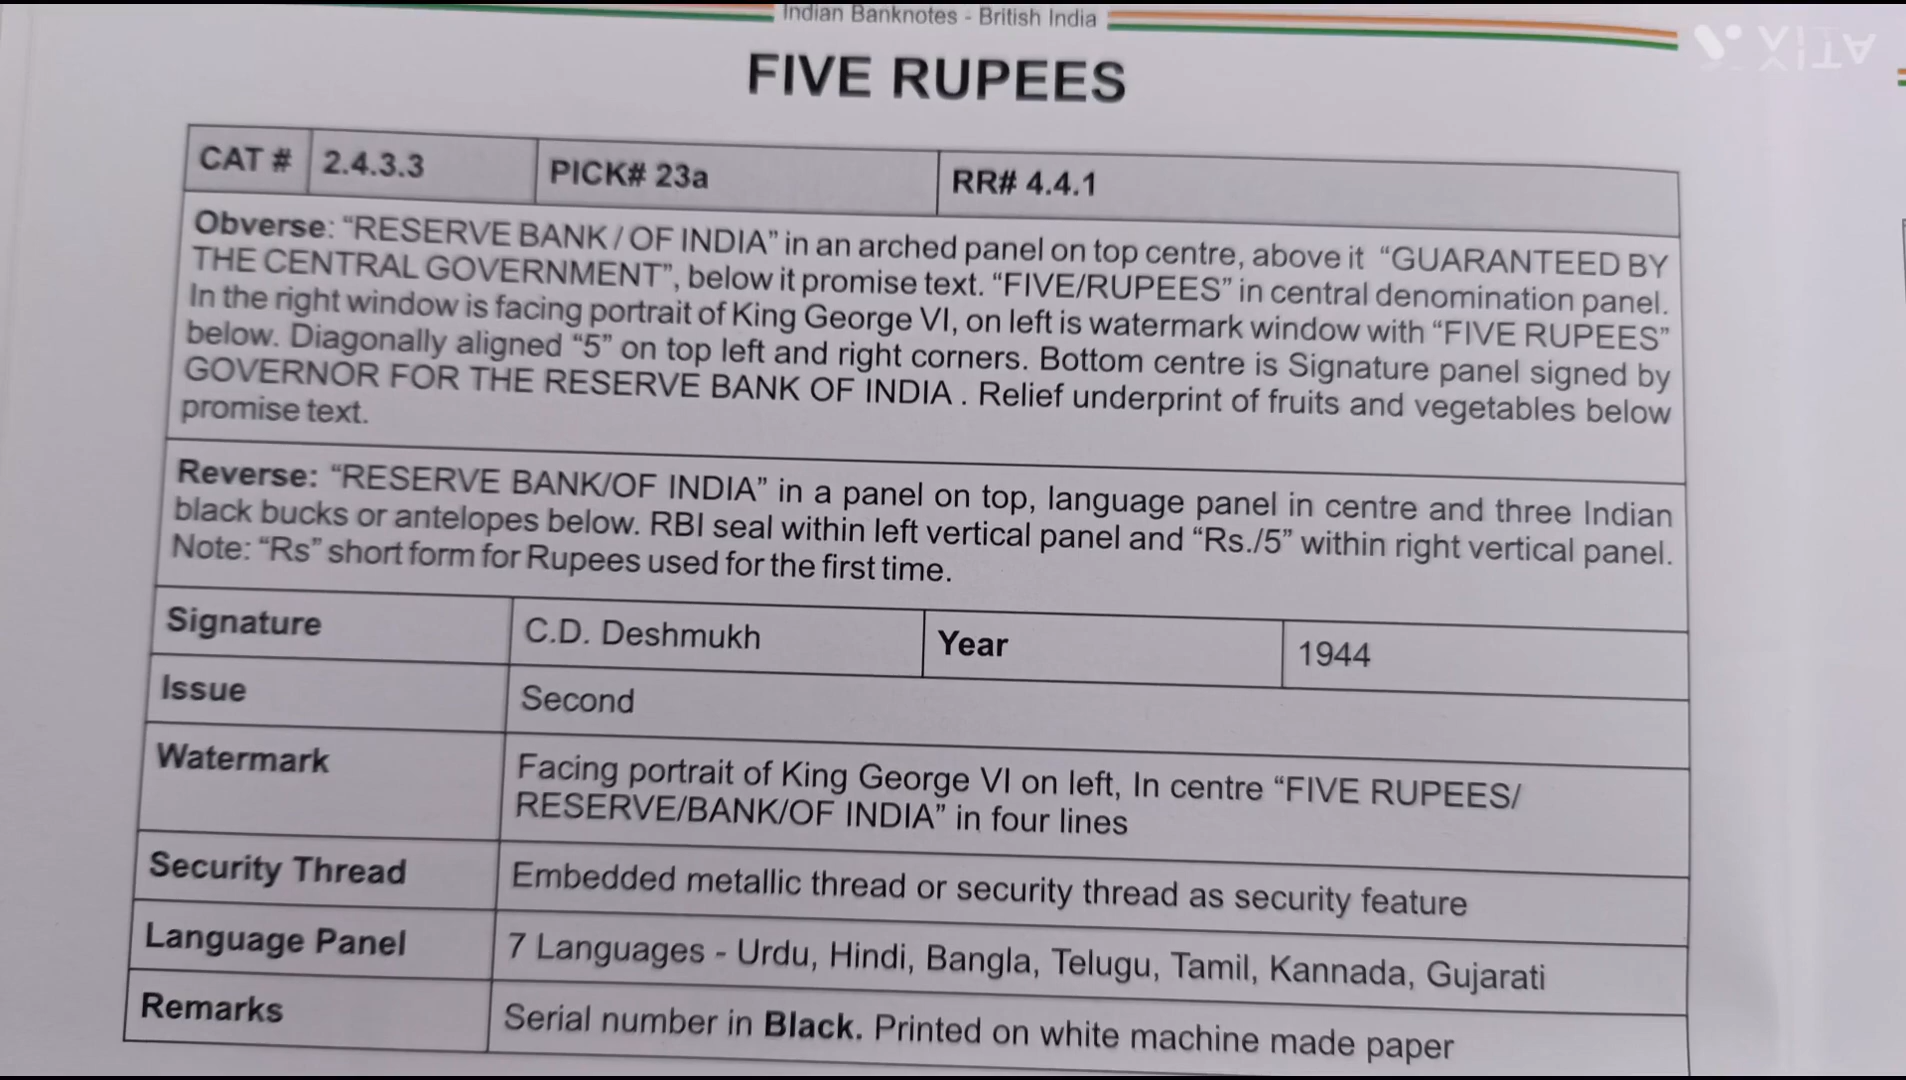 Indian Banknotes - British India
VITA
FIVE RUPEES
CAT # 2.4.3.3 PICK# 23a RR# 4.4.1
Obverse: “RESERVE BANK / OF INDIA” in an arched panel on top centre, above it “GUARANTEED BY
THE CENTRAL GOVERNMENT”, below it promise text. “FIVE/RUPEES” in central denomination panel.
In the right window is facing portrait of King George VI, on left is watermark window with “FIVE RUPEES”
below. Diagonally aligned “5” on top left and right corners. Bottom centre is Signature panel signed by
GOVERNOR FOR THE RESERVE BANK OF INDIA . Relief underprint of fruits and vegetables below
promise text.
Reverse: “RESERVE BANK/OF INDIA” in a panel on top, language panel in centre and three Indian
black bucks or antelopes below. RBI seal within left vertical panel and “Rs./5” within right vertical panel.
Note: “Rs” short form for Rupees used for the first time.
Signature C.D. Deshmukh Year 1944
Issue Second
Watermark Facing portrait of King George VI on left, In centre “FIVE RUPEES/
RESERVE/BANK/OF INDIA” in four lines
Security Thread Embedded metallic thread or security thread as security feature
Language Panel 7 Languages - Urdu, Hindi, Bangla, Telugu, Tamil, Kannada, Gujarati
Remarks Serial number in Black. Printed on white machine made paper